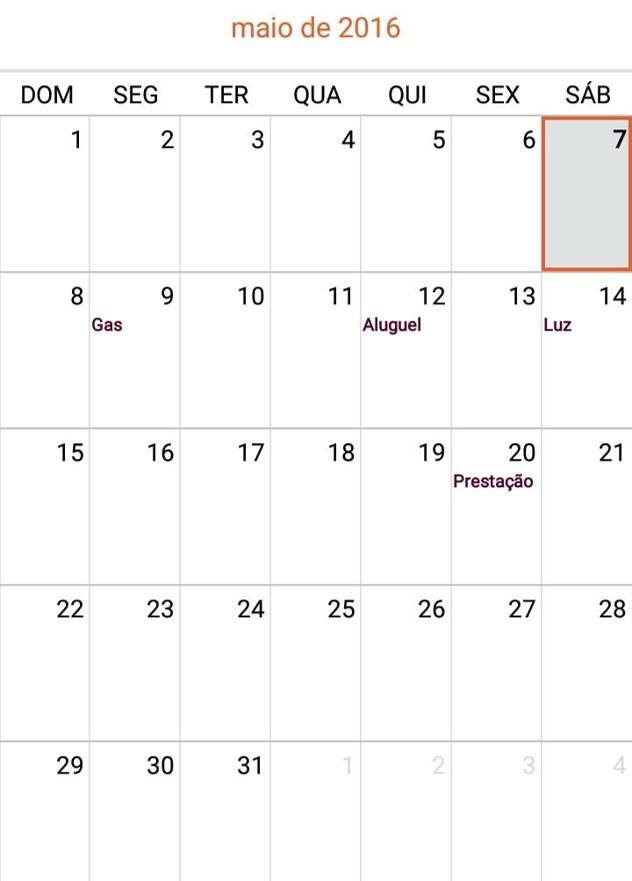 maio de 2016
DOM SEG TER QUA QUI SEX SÁB
1 2 3 4 5 6 7
8 9 10 11 12 13 14
Gas Aluguel Luz
15 16 17 18 19 20 21
Prestação
22 23 24 25 26 27 28
29 30 31 1 2 3 4